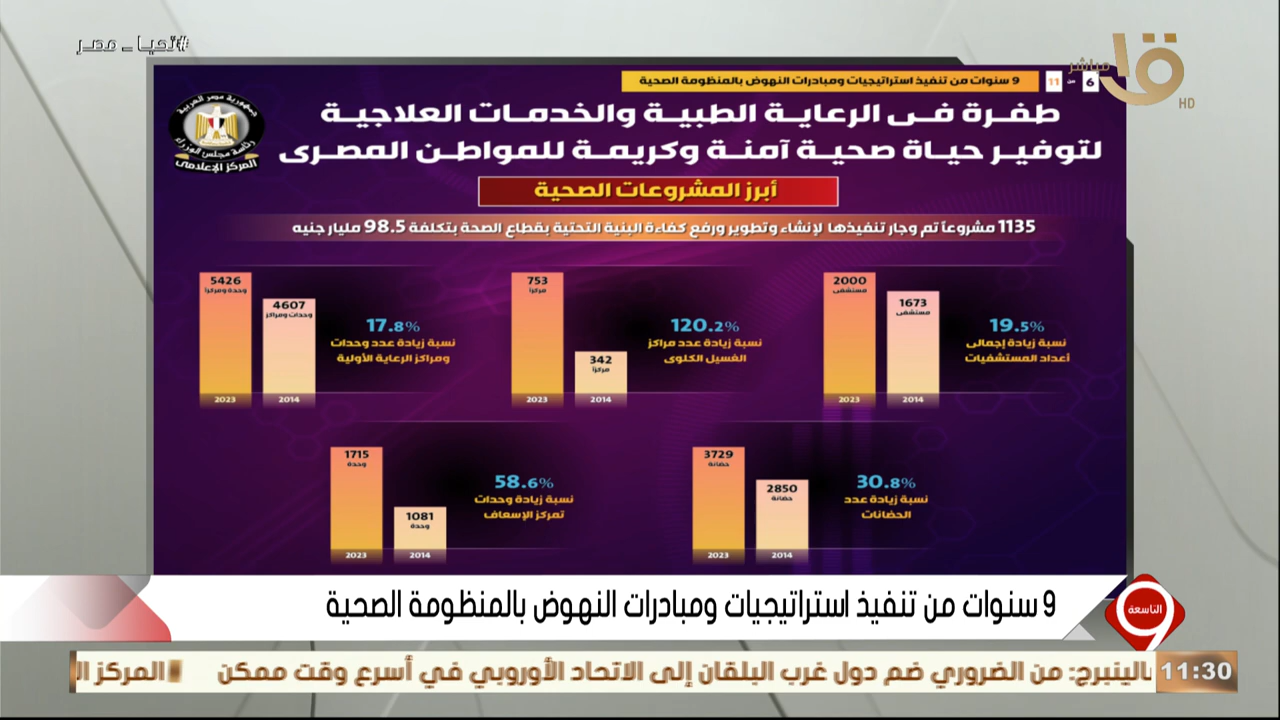 #تحيا_مصر
مباشر
HD
6 من 11
9 سنوات من تنفيذ استراتيجيات ومبادرات النهوض بالمنظومة الصحية
جمهورية مصر العربية
رئاسة مجلس الوزراء
المركز الإعلامى
طفرة فى الرعاية الطبية والخدمات العلاجية
لتوفير حياة صحية آمنة وكريمة للمواطن المصرى
أبرز المشروعات الصحية
1135 مشروعاً تم وجار تنفيذها لإنشاء وتطوير ورفع كفاءة البنية التحتية بقطاع الصحة بتكلفة 98.5 مليار جنيه
19.5%
نسبة زيادة إجمالى
أعداد المستشفيات
1673
مستشفى
2014
2000
مستشفى
2023
120.2%
نسبة زيادة عدد مراكز
الغسيل الكلوى
342
مركزاً
2014
753
مركزاً
2023
17.8%
نسبة زيادة عدد وحدات
ومراكز الرعاية الأولية
4607
وحدات ومراكز
2014
5426
وحدة ومركزاً
2023
30.8%
نسبة زيادة عدد
الحضانات
2850
حضانة
2014
3729
حضانة
2023
58.6%
نسبة زيادة وحدات
تمركز الإسعاف
1081
وحدة
2014
1715
وحدة
2023
9 سنوات من تنفيذ استراتيجيات ومبادرات النهوض بالمنظومة الصحية
التاسعة
9
11:30
بالينبرج: من الضروري ضم دول غرب البلقان إلى الاتحاد الأوروبي في أسرع وقت ممكن
المركز ال